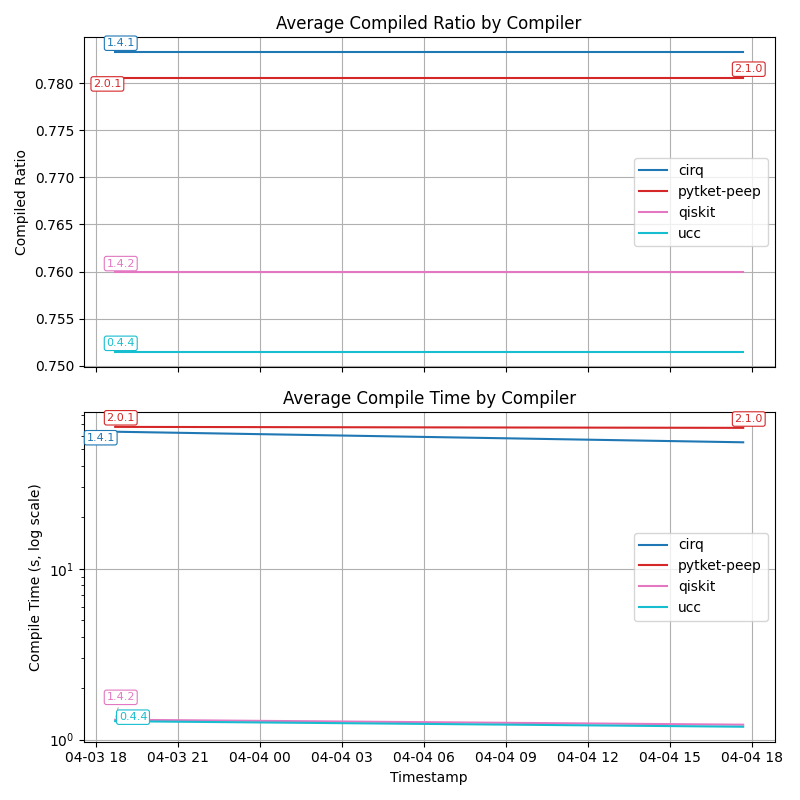 Average Compiled Ratio by Compiler
1.4.1
2.1.0
0.780
2.0.1
0.775
0.770
0.765
0.760
0.755
0.750
Compiled Ratio
cirq
pytket-peep
qiskit
ucc
1.4.2
0.4.4
Average Compile Time by Compiler
2.0.1
2.1.0
1.4.1
10¹
10⁰
Compile Time (s, log scale)
cirq
pytket-peep
qiskit
ucc
1.4.2
0.4.4
04-03 18 04-03 21 04-04 00 04-04 03 04-04 06 04-04 09 04-04 12 04-04 15 04-04 18
Timestamp